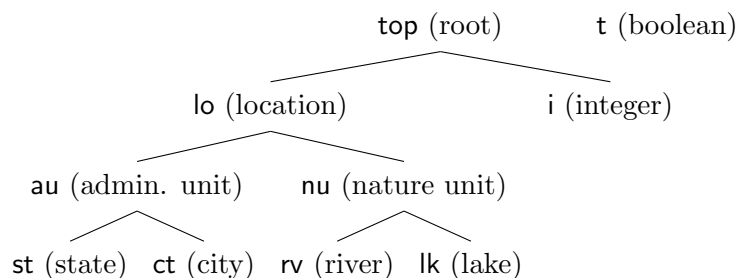 top (root) t (boolean)
lo (location) i (integer)
au (admin. unit) nu (nature unit)
st (state) ct (city) rv (river) lk (lake)